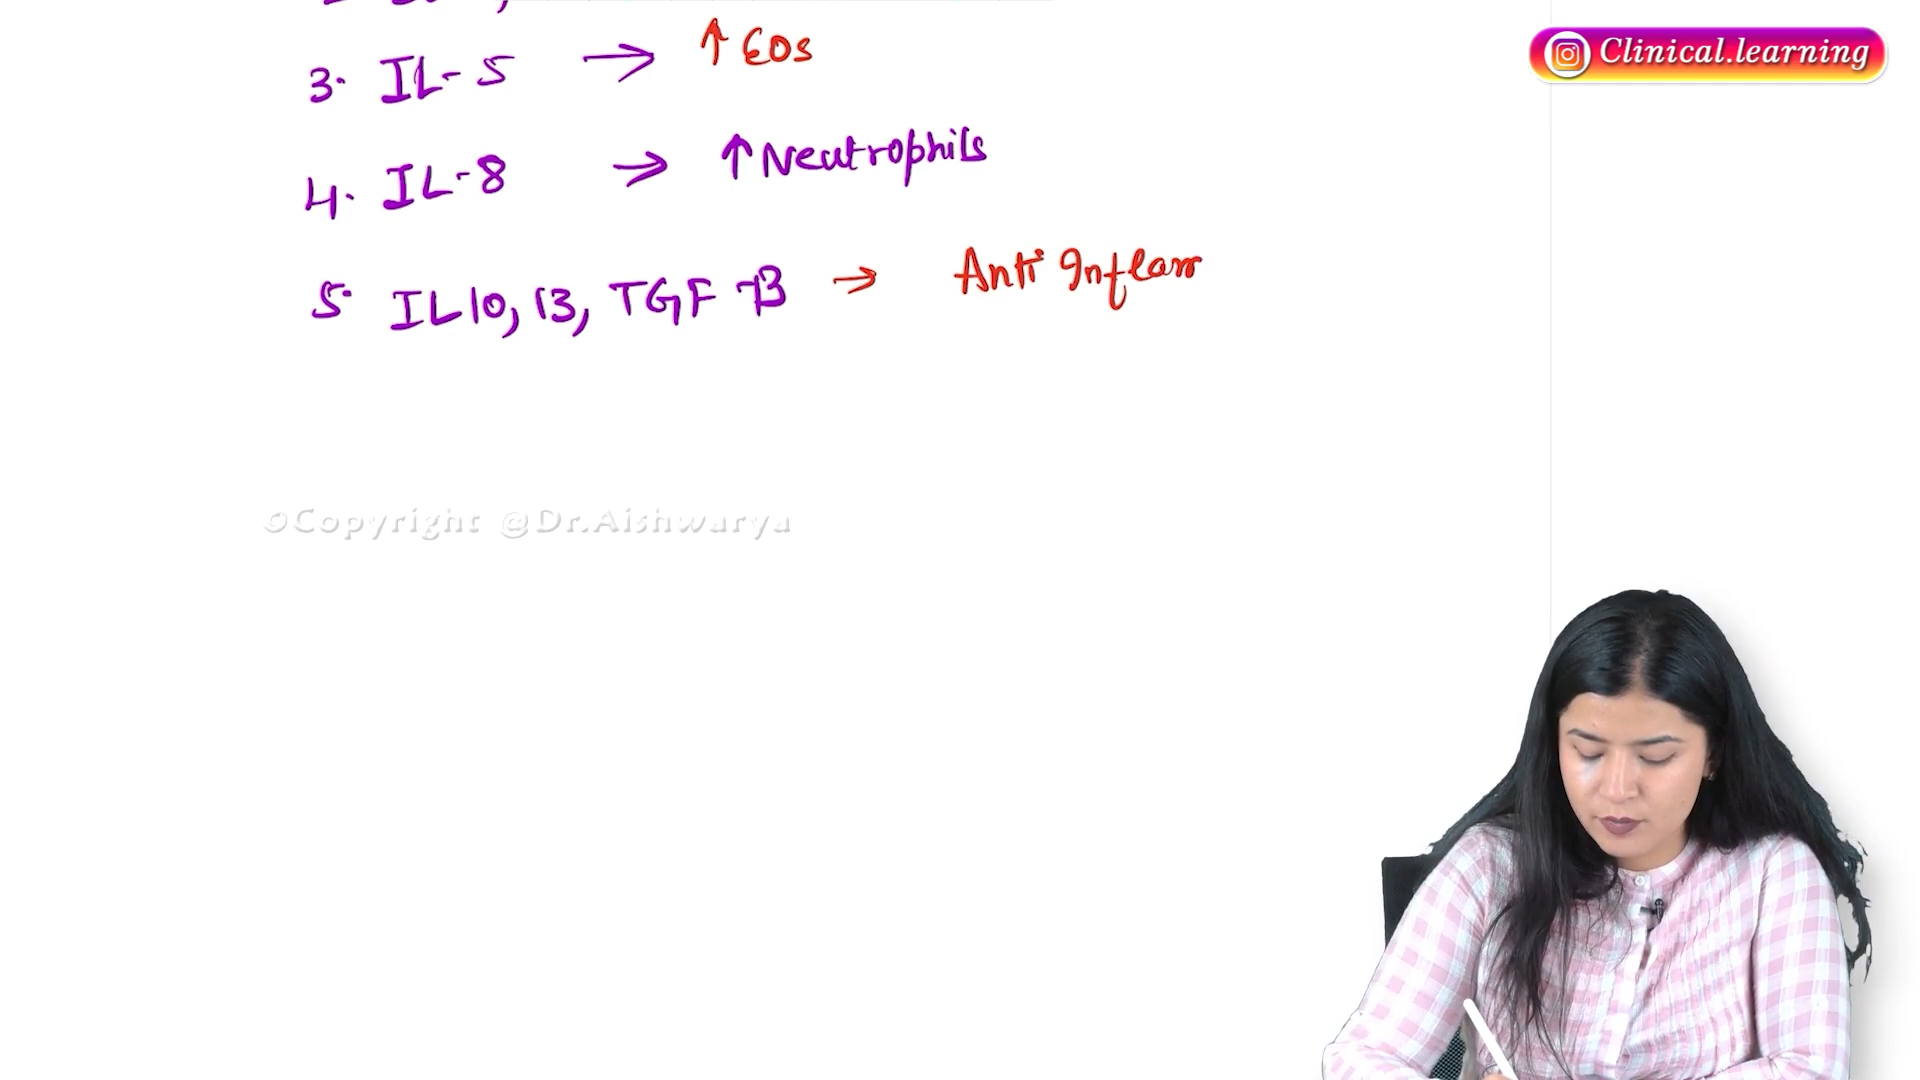 3. IL-5 → ↑ Eos
Clinical.learning
4. IL-8 → ↑ Neutrophils
5. IL10, 13, TGF-β → Anti Inflam
©Copyright @Dr.Aishwarya